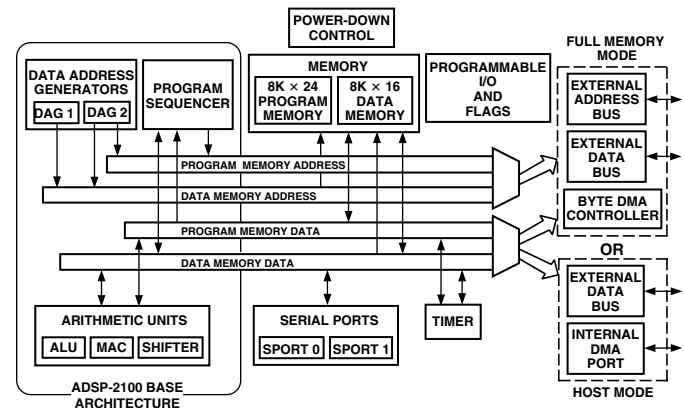 POWER-DOWN
CONTROL
FULL MEMORY
MODE
DATA ADDRESS
GENERATORS
DAG 1
DAG 2
PROGRAM
SEQUENCER
MEMORY
8K × 24
PROGRAM
MEMORY
8K × 16
DATA
MEMORY
PROGRAMMABLE
I/O
AND
FLAGS
EXTERNAL
ADDRESS
BUS
EXTERNAL
DATA
BUS
BYTE DMA
CONTROLLER
PROGRAM MEMORY ADDRESS
DATA MEMORY ADDRESS
PROGRAM MEMORY DATA
DATA MEMORY DATA
OR
EXTERNAL
DATA
BUS
INTERNAL
DMA
PORT
HOST MODE
ARITHMETIC UNITS
ALU
MAC
SHIFTER
SERIAL PORTS
SPORT 0
SPORT 1
TIMER
ADSP-2100 BASE
ARCHITECTURE